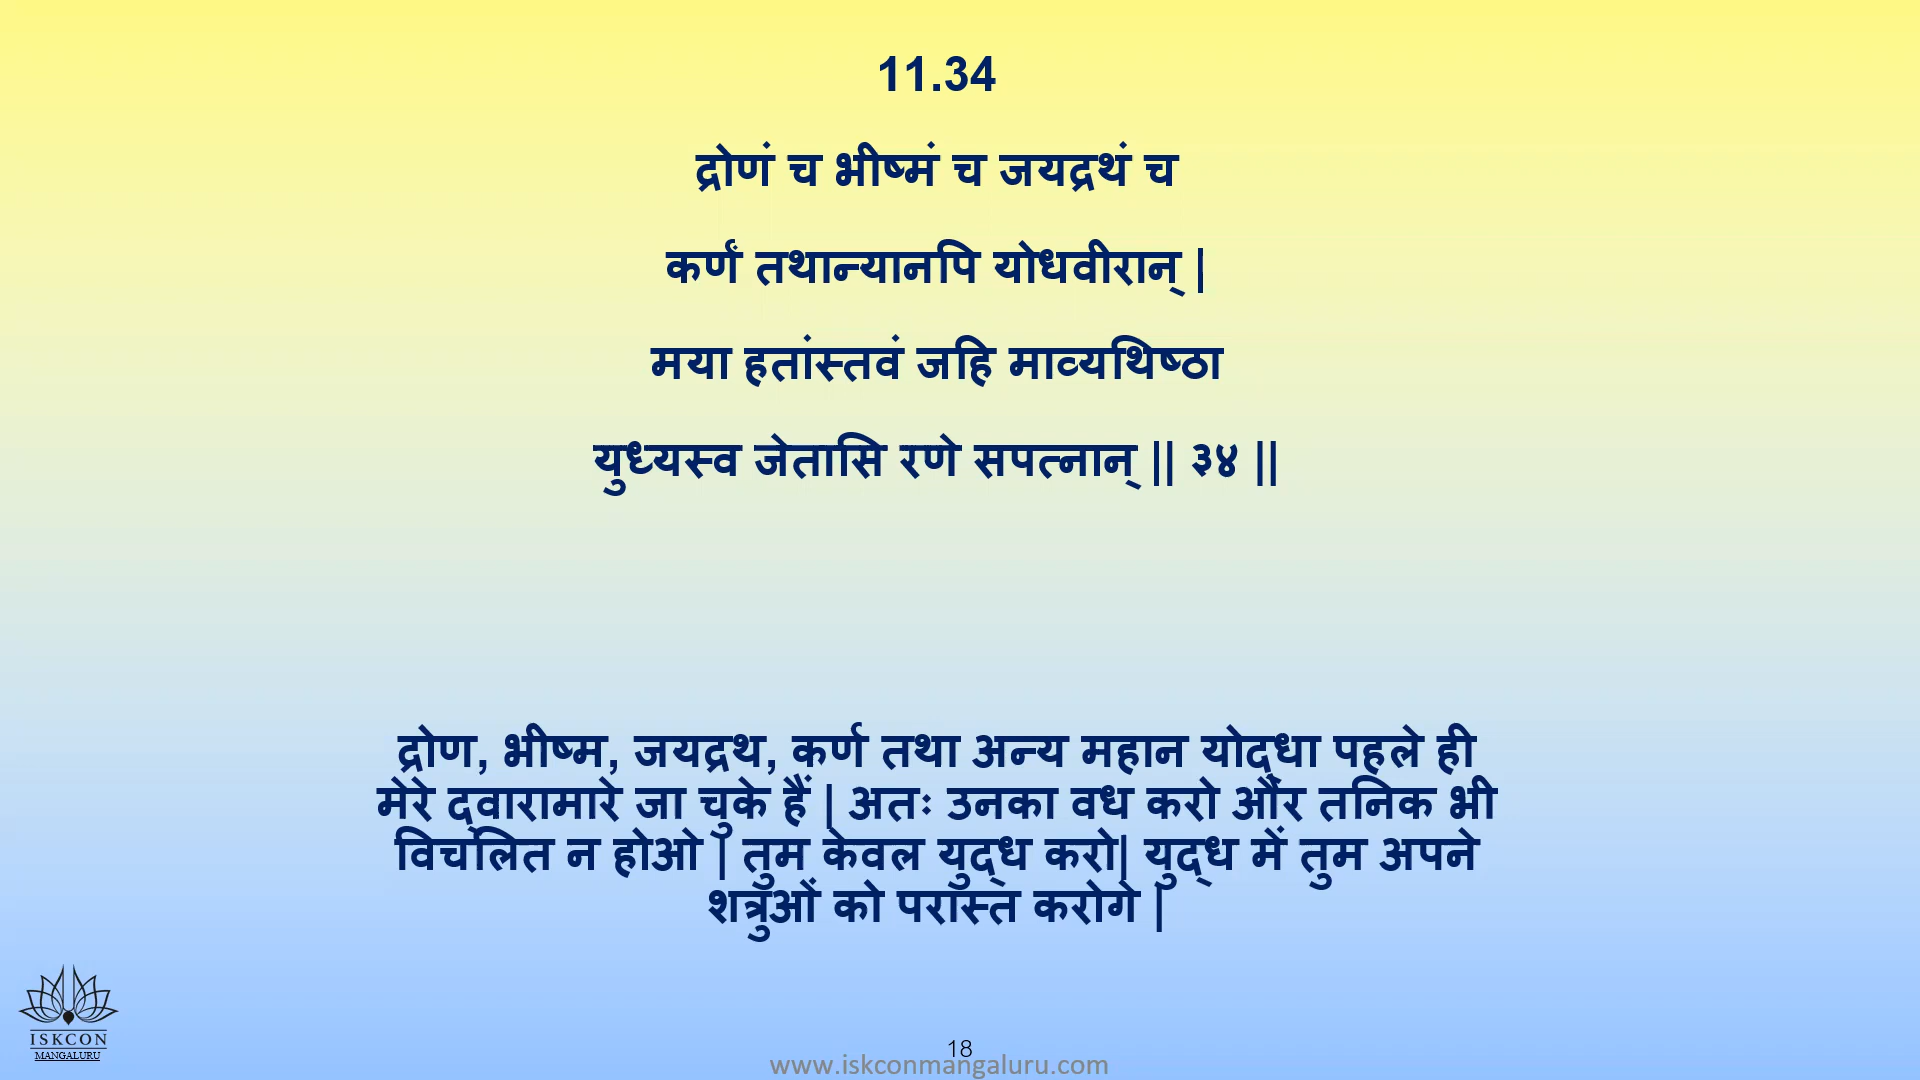 11.34
द्रोणं च भीष्मं च जयद्रथं च
कर्णं तथान्यानपि योधवीरान् |
मया हतांस्तवं जहि माव्यथिष्ठा
युध्यस्व जेतासि रणे सपत्नान् || ३४ ||
द्रोण, भीष्म, जयद्रथ, कर्ण तथा अन्य महान योद्धा पहले ही
मेरे द्वारामारे जा चुके हैं | अतः उनका वध करो और तनिक भी
विचलित न होओ | तुम केवल युद्ध करो| युद्ध में तुम अपने
शत्रुओं को परास्त करोगे |
ISKCON
MANGALURU
18
www.iskconmangaluru.com